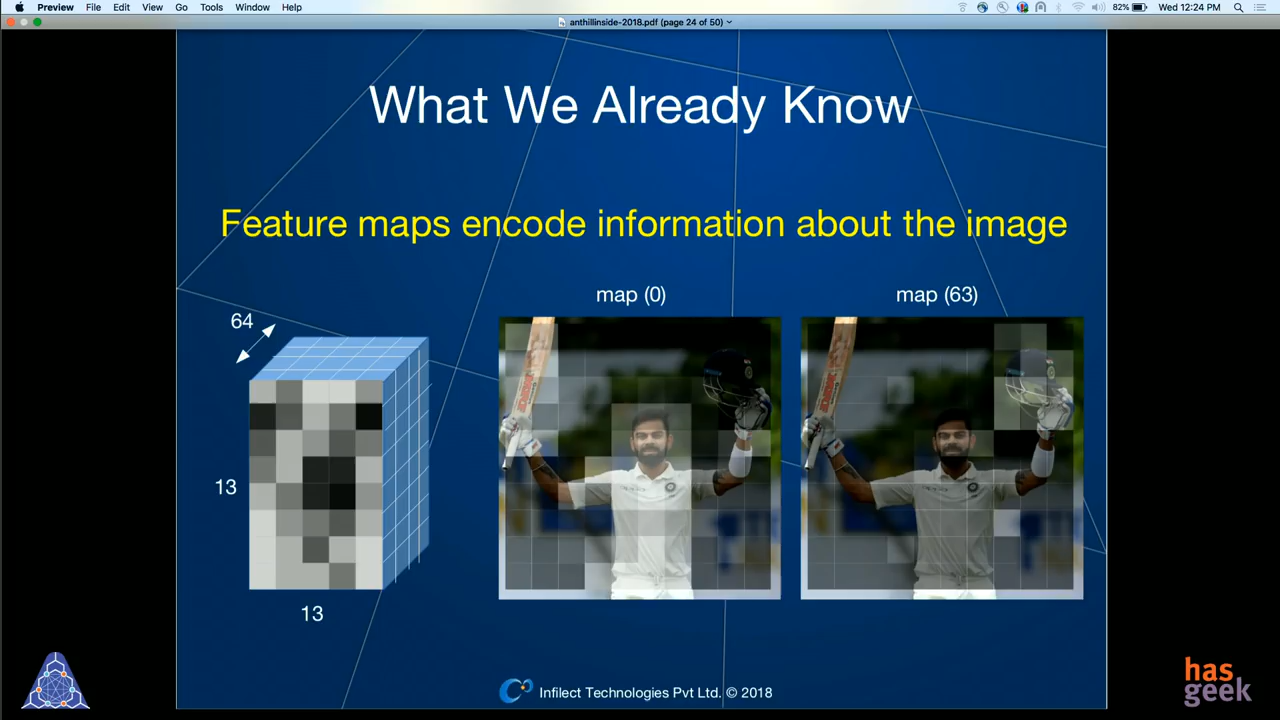 Preview File Edit View Go Tools Window Help
82% Wed 12:24 PM
anthillinside-2018.pdf (page 24 of 50)
What We Already Know
Feature maps encode information about the image
map (0)
map (63)
64
13
13
Infilect Technologies Pvt Ltd. © 2018
has
geek